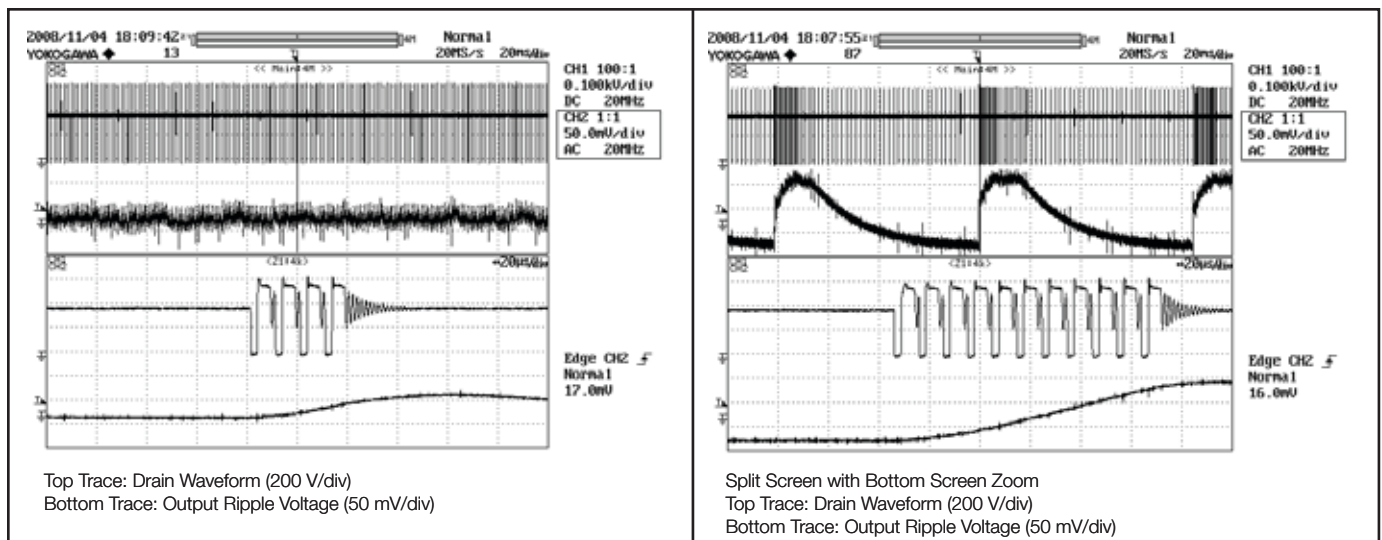 2008/11/04 18:09:42
Normal
YOKOGAWA ◆ 13
20MS/s 20ms/div
CH1 100:1
0.100kV/div
DC 20MHz
CH2 1:1
50.0mV/div
AC 20MHz
Edge CH2
Normal
17.0mV
Top Trace: Drain Waveform (200 V/div)
Bottom Trace: Output Ripple Voltage (50 mV/div)
2008/11/04 18:07:55
Normal
YOKOGAWA ◆ 87
20MS/s 20ms/div
CH1 100:1
0.100kV/div
DC 20MHz
CH2 1:1
50.0mV/div
AC 20MHz
Edge CH2
Normal
16.0mV
Split Screen with Bottom Screen Zoom
Top Trace: Drain Waveform (200 V/div)
Bottom Trace: Output Ripple Voltage (50 mV/div)